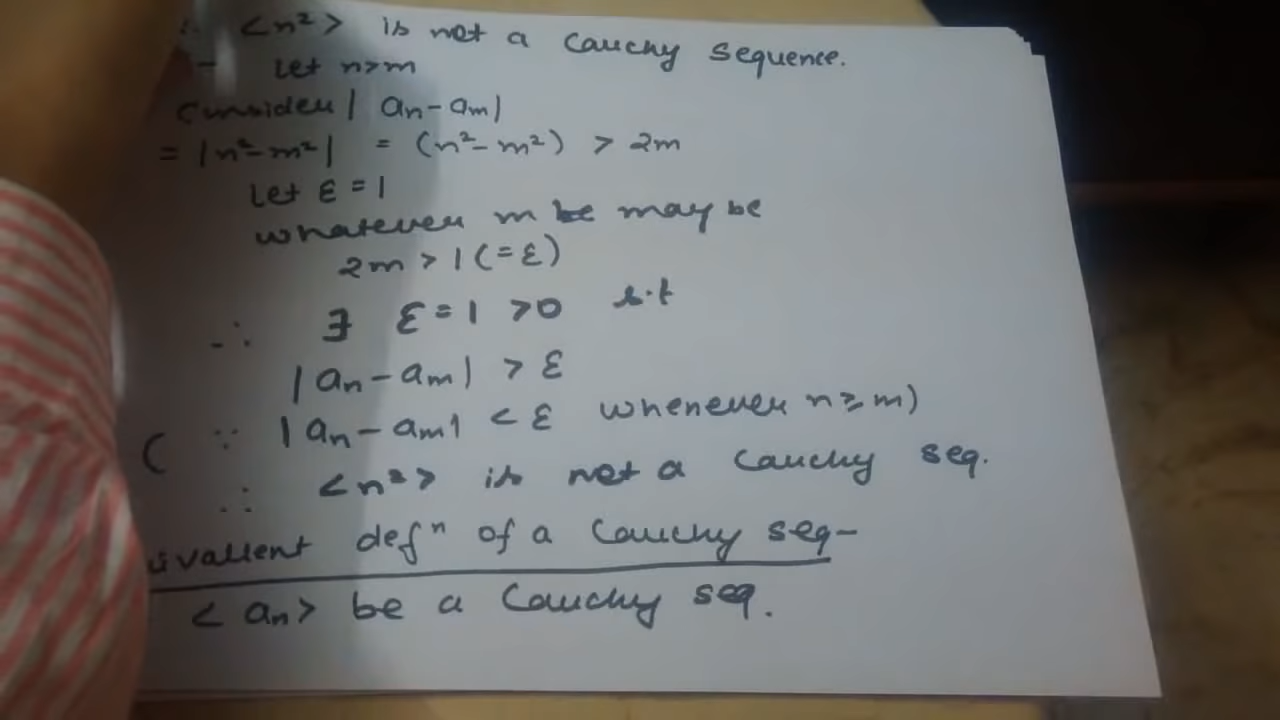 ∴ <n²> is not a Cauchy sequence.
– Let n>m
Consider | an - am|
= |n²-m²| = (n²- m²) > 2m
Let ε = 1
whatever m be may be
2m > 1 (= ε)
∴ ∃ ε = 1 >0 s.t
|an - am| > ε
( ∵ |an - am| < ε whenever n ≥ m)
∴ <n²> is not a Cauchy seq.
uivallent defⁿ of a Cauchy seq-
< an> be a Cauchy seq.